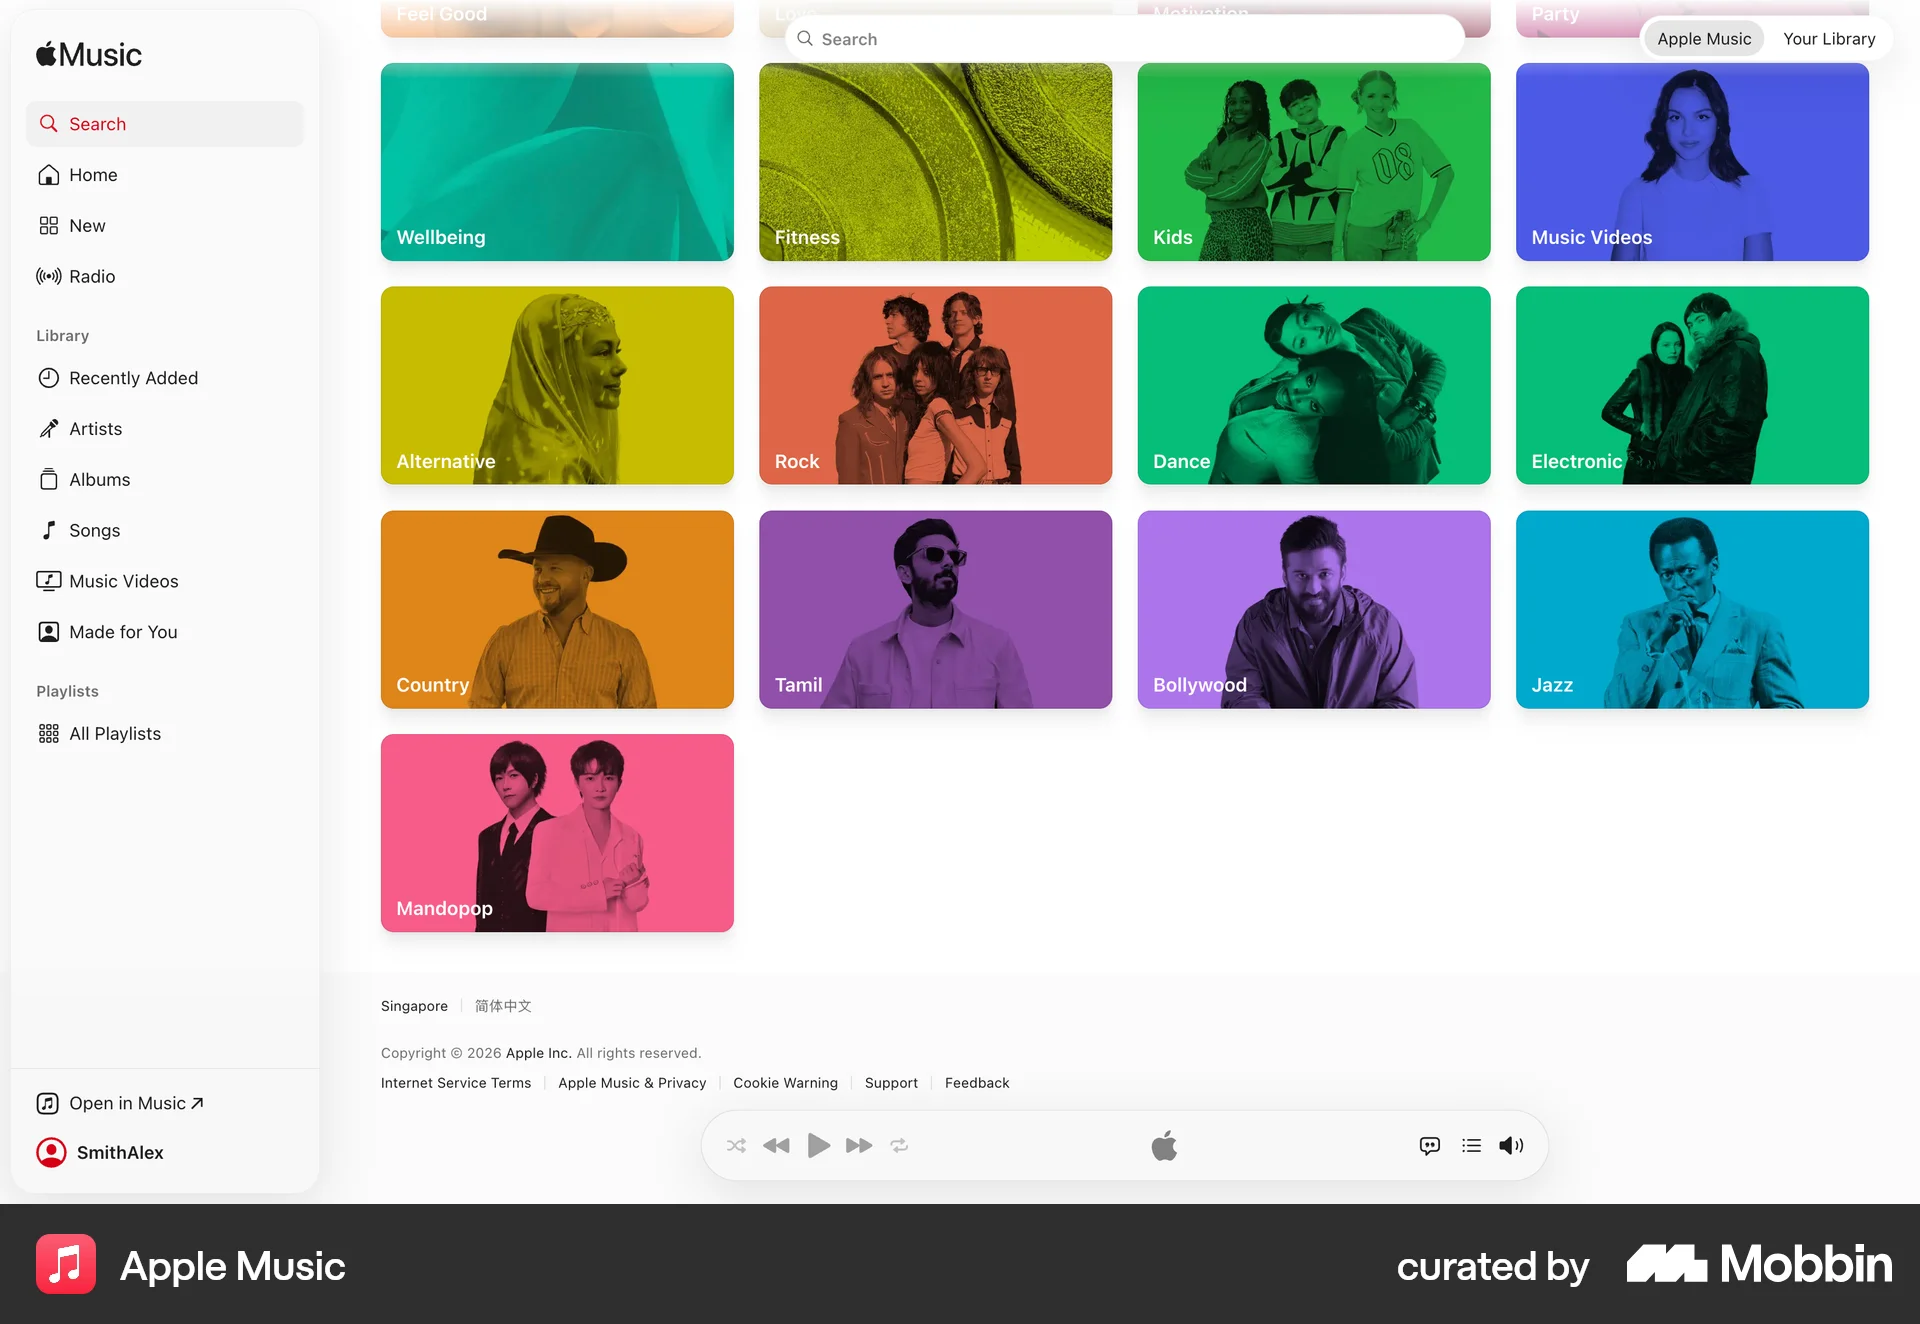 Music
Search
Home
New
Radio
Library
Recently Added
Artists
Albums
Songs
Music Videos
Made for You
Playlists
All Playlists
Open in Music
SmithAlex
Search
Apple Music
Your Library
Feel Good
Love
Motivation
Party
Wellbeing
Fitness
Kids
08
Music Videos
Alternative
Rock
Dance
Electronic
Country
Tamil
Bollywood
Jazz
Mandopop
Singapore
简体中文
Copyright © 2026 Apple Inc. All rights reserved.
Internet Service Terms
Apple Music & Privacy
Cookie Warning
Support
Feedback
Apple Music
curated by
Mobbin